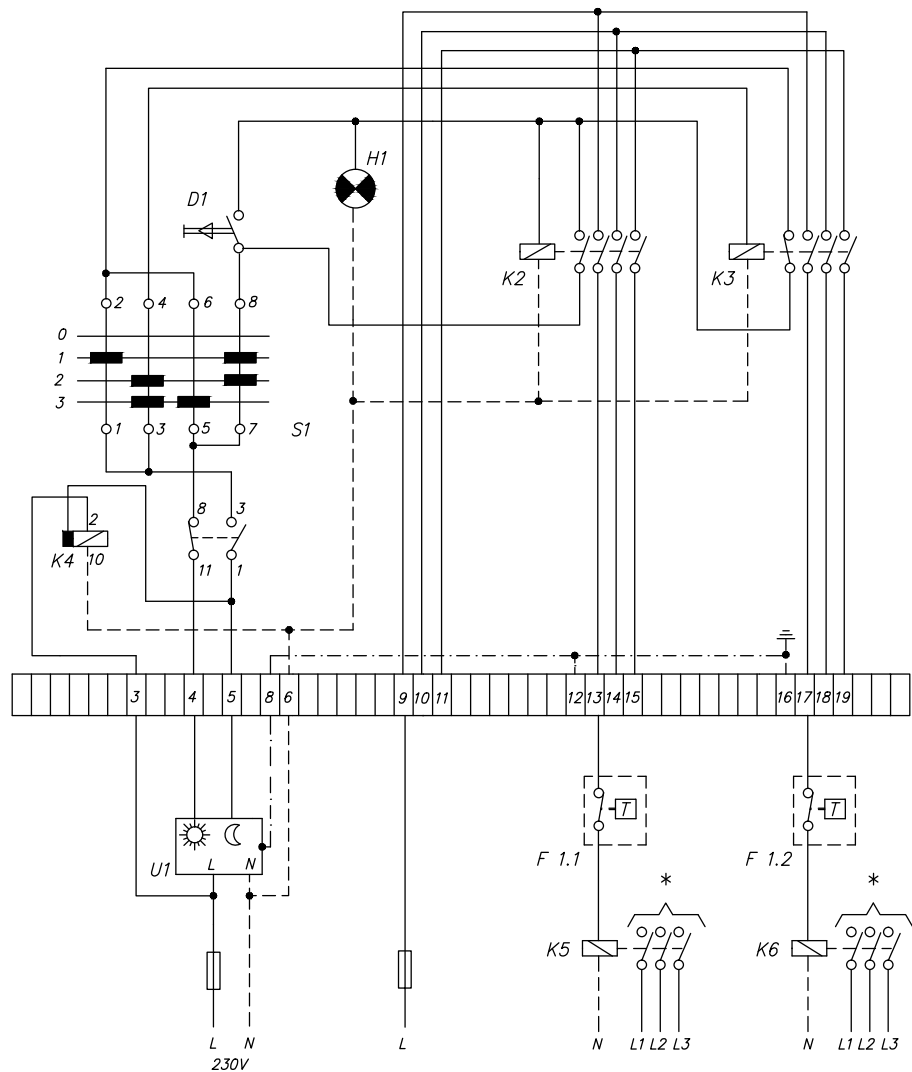 H1
D1
K2
K3
2 4 6 8
0
1
2
3
1 3 5 7
S1
8 3
2
K4 10
11 1
3 4 5 8 6 9 10 11 12 13 14 15 16 17 18 19
T T
L N
U1
F 1.1
F 1.2
* *
K5
K6
L N
230V
L
N L1 L2 L3
N L1 L2 L3